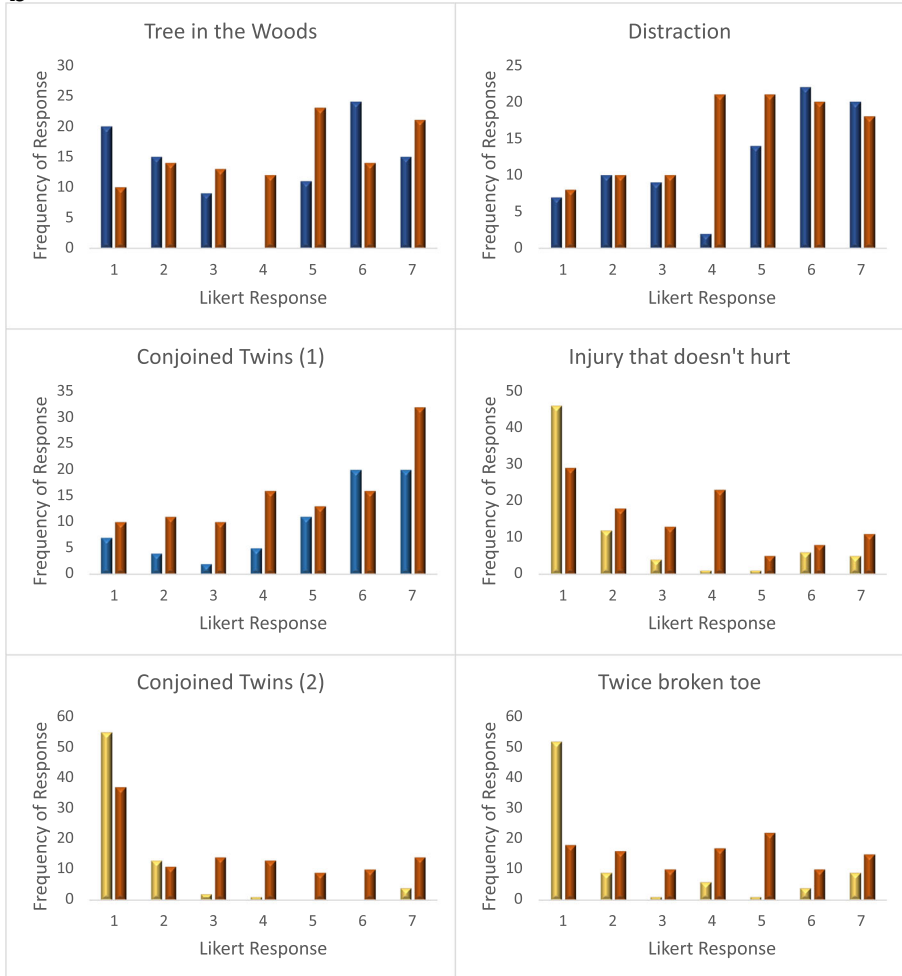 Tree in the Woods
Frequency of Response
30
25
20
15
10
5
0
1 2 3 4 5 6 7
Likert Response
Distraction
Frequency of Response
25
20
15
10
5
0
1 2 3 4 5 6 7
Likert Response
Conjoined Twins (1)
Frequency of Response
35
30
25
20
15
10
5
0
1 2 3 4 5 6 7
Likert Response
Injury that doesn't hurt
Frequency of Response
50
40
30
20
10
0
1 2 3 4 5 6 7
Likert Response
Conjoined Twins (2)
Frequency of Response
60
50
40
30
20
10
0
1 2 3 4 5 6 7
Likert Response
Twice broken toe
Frequency of Response
60
50
40
30
20
10
0
1 2 3 4 5 6 7
Likert Response